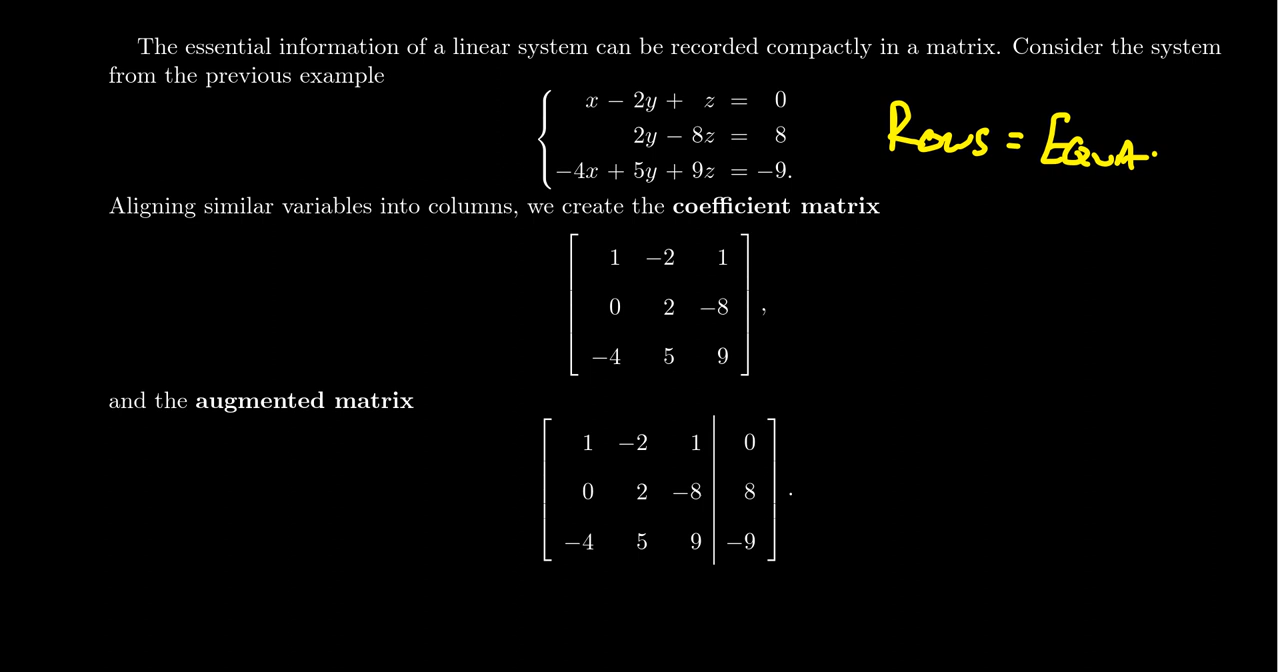 The essential information of a linear system can be recorded compactly in a matrix. Consider the system
from the previous example
x − 2y + z = 0
2y − 8z = 8
−4x + 5y + 9z = −9.
Rows = Equa.
Aligning similar variables into columns, we create the coefficient matrix
1 −2 1
0 2 −8
−4 5 9
,
and the augmented matrix
1 −2 1 | 0
0 2 −8 | 8
−4 5 9 | −9
.